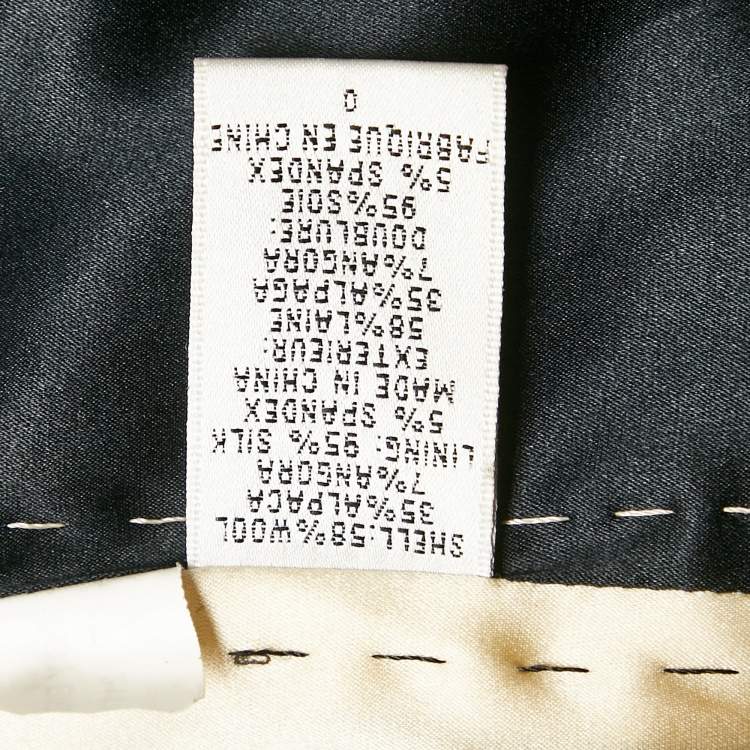 SHELL:58%WOOL
35%ALPACA
7%ANGORA
LINING: 95% SILK
5% SPANDEX
MADE IN CHINA
EXTERIEUR:
58%LAINE
35%ALPAGA
7%ANGORA
DOUBLURE:
95%SOIE
5% SPANDEX
FABRIQUE EN CHINE
0